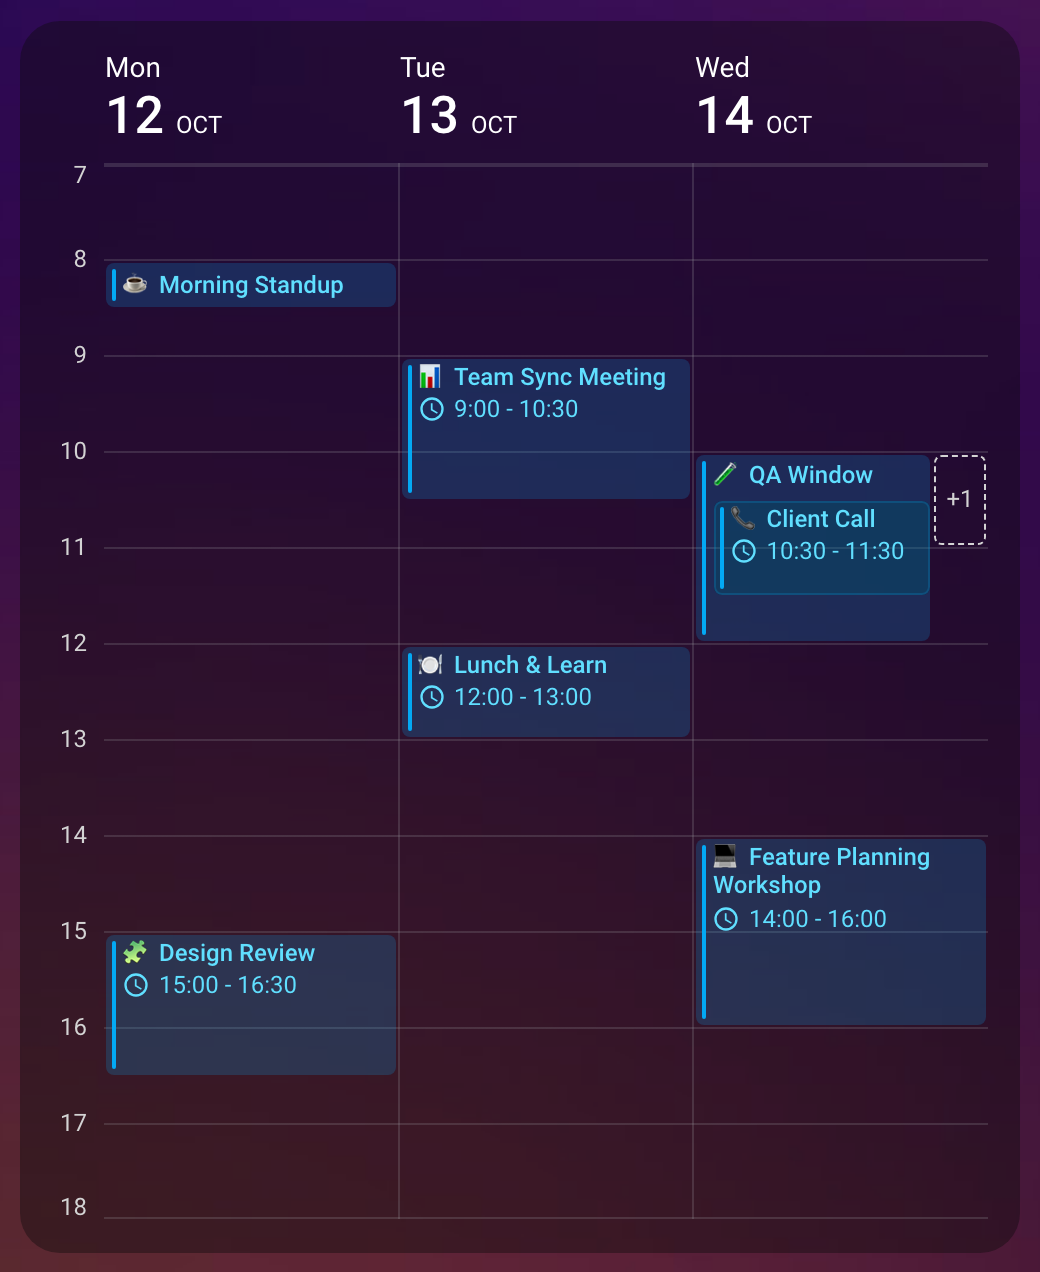 Mon
12 OCT
Tue
13 OCT
Wed
14 OCT
7
8
Morning Standup
9
Team Sync Meeting
9:00 - 10:30
10
QA Window
+1
Client Call
10:30 - 11:30
11
12
Lunch & Learn
12:00 - 13:00
13
14
Feature Planning
Workshop
14:00 - 16:00
15
Design Review
15:00 - 16:30
16
17
18